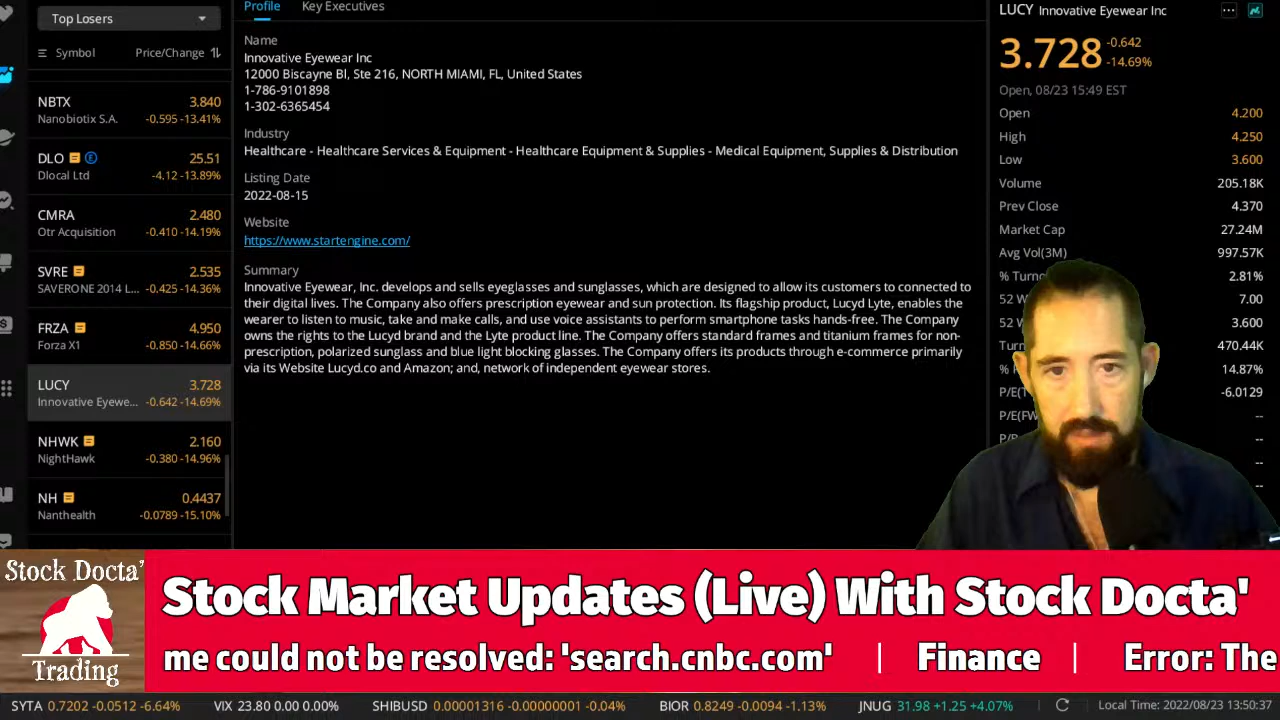 Top Losers
Symbol Price/Change
NBTX 3.840
Nanobiotix S.A. -0.595 -13.41%
DLO E 25.51
Dlocal Ltd -4.12 -13.89%
CMRA 2.480
Otr Acquisition -0.410 -14.19%
SVRE 2.535
SAVERONE 2014 L... -0.425 -14.36%
FRZA 4.950
Forza X1 -0.850 -14.66%
LUCY 3.728
Innovative Eyewe... -0.642 -14.69%
NHWK 2.160
NightHawk -0.380 -14.96%
NH 0.4437
Nanthealth -0.0789 -15.10%
Profile Key Executives
Name
Innovative Eyewear Inc
12000 Biscayne Bl, Ste 216, NORTH MIAMI, FL, United States
1-786-9101898
1-302-6365454
Industry
Healthcare - Healthcare Services & Equipment - Healthcare Equipment & Supplies - Medical Equipment, Supplies & Distribution
Listing Date
2022-08-15
Website
https://www.startengine.com/
Summary
Innovative Eyewear, Inc. develops and sells eyeglasses and sunglasses, which are designed to allow its customers to connected to
their digital lives. The Company also offers prescription eyewear and sun protection. Its flagship product, Lucyd Lyte, enables the
wearer to listen to music, take and make calls, and use voice assistants to perform smartphone tasks hands-free. The Company
owns the rights to the Lucyd brand and the Lyte product line. The Company offers standard frames and titanium frames for non-
prescription, polarized sunglass and blue light blocking glasses. The Company offers its products through e-commerce primarily
via its Website Lucyd.co and Amazon; and, network of independent eyewear stores.
LUCY Innovative Eyewear Inc
3.728 -0.642
-14.69%
Open, 08/23 15:49 EST
Open 4.200
High 4.250
Low 3.600
Volume 205.18K
Prev Close 4.370
Market Cap 27.24M
Avg Vol(3M) 997.57K
% Turno 2.81%
52 W 7.00
52 W 3.600
Turn 470.44K
% R 14.87%
P/E(T -6.0129
P/E(FW --
P/B --
--
--
Stock Docta'
Trading
Stock Market Updates (Live) With Stock Docta'
me could not be resolved: 'search.cnbc.com' | Finance | Error: The
SYTA 0.7202 -0.0512 -6.64% VIX 23.80 0.00 0.00% SHIBUSD 0.00001316 -0.00000001 -0.04% BIOR 0.8249 -0.0094 -1.13% JNUG 31.98 +1.25 +4.07% Local Time: 2022/08/23 13:50:37